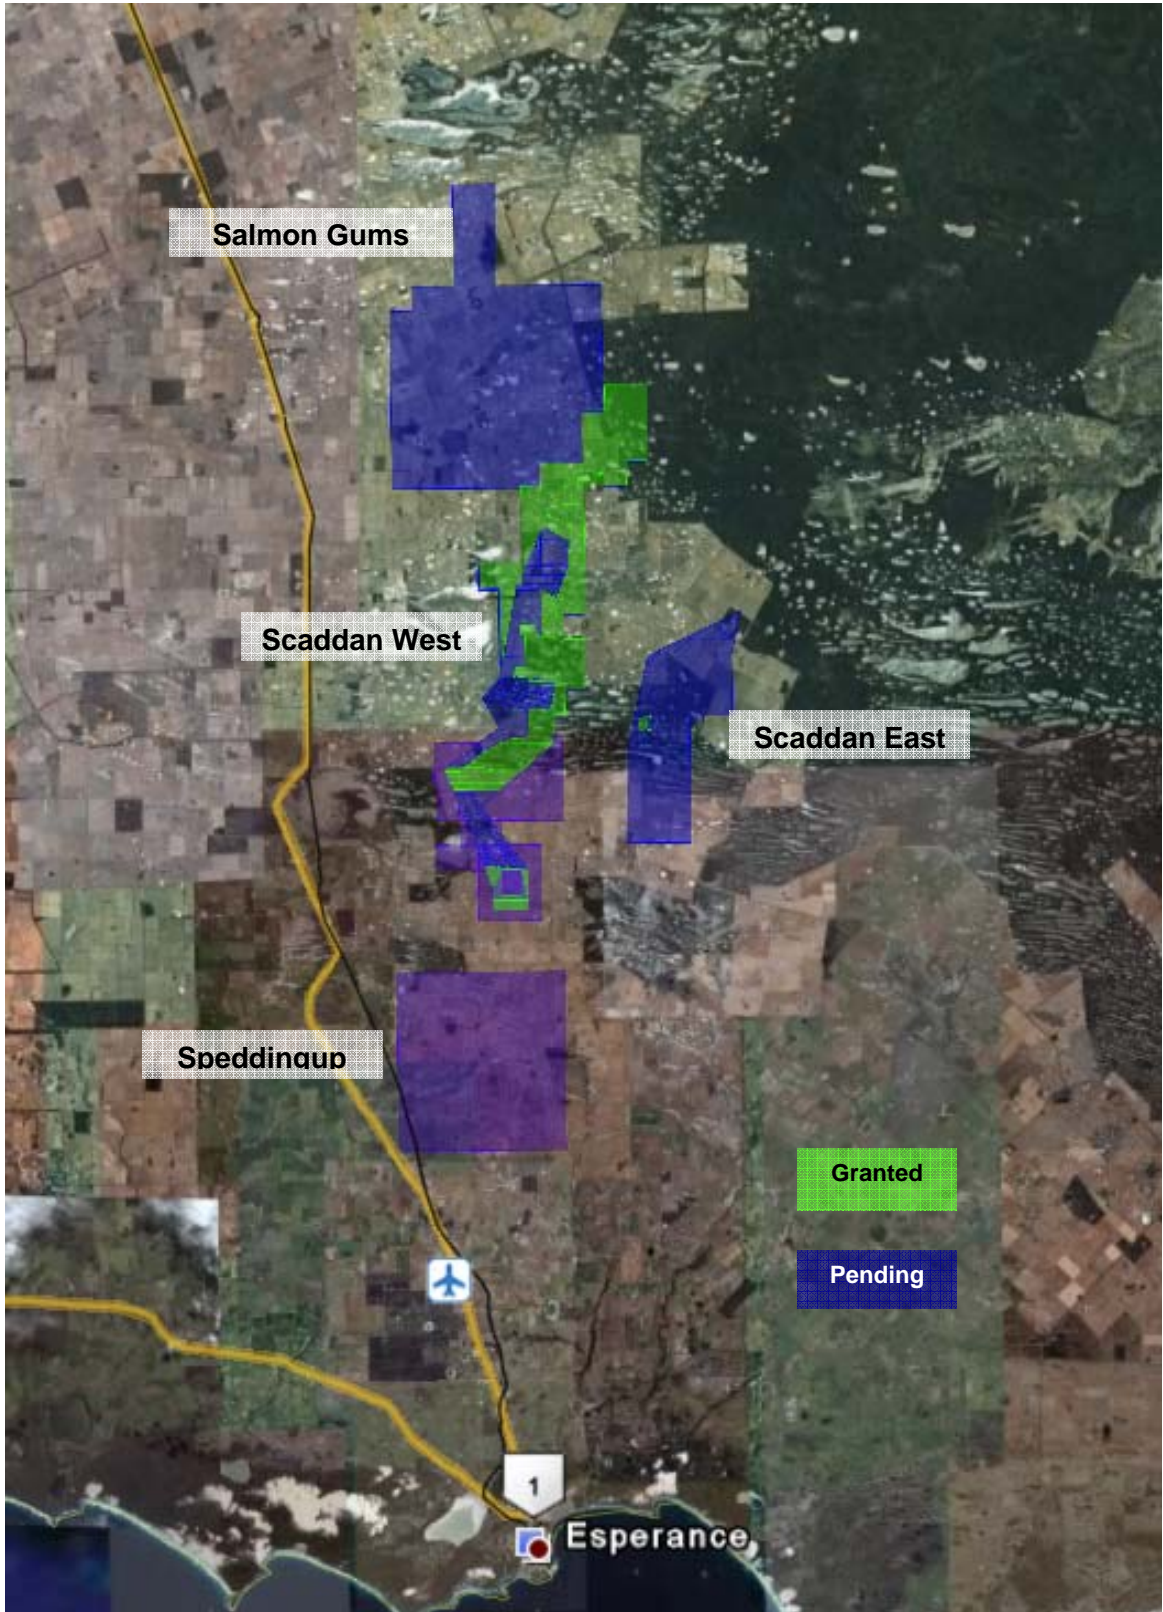 Salmon Gums
Scaddan West
Scaddan East
Speddingup
Granted
Pending
1
Esperance